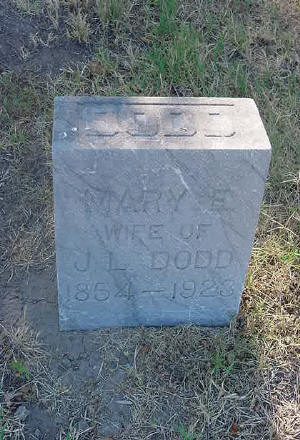 DODD
MARY E
WIFE OF
J L DODD
1854-1923